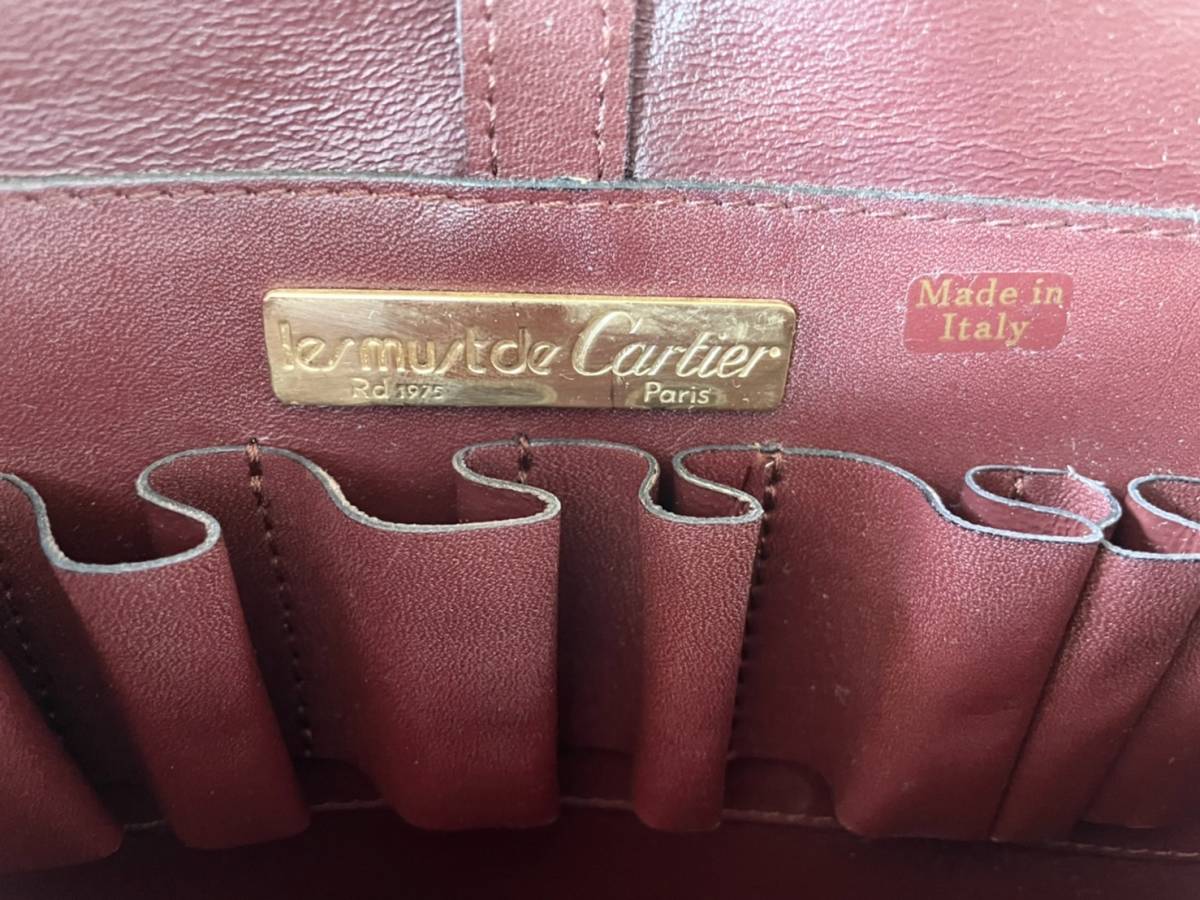 les must de Cartier
Rd 1975 Paris
Made in
Italy